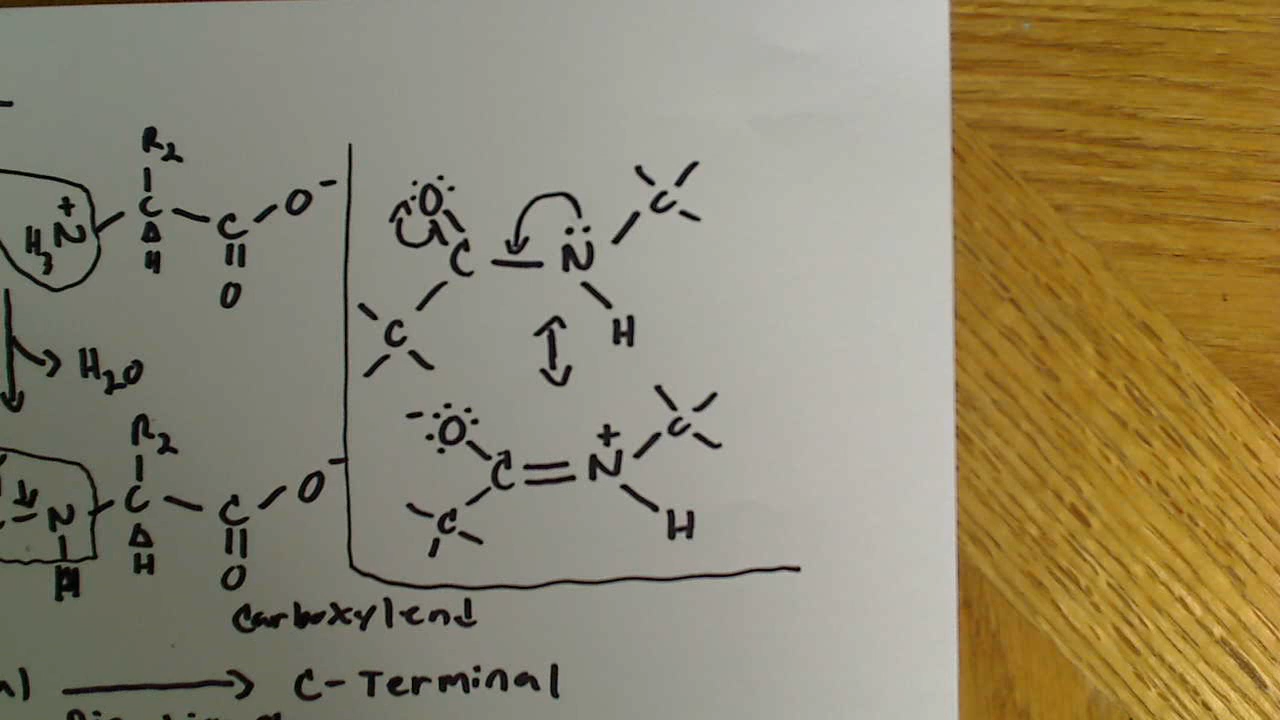 R2
H3N+ C C O-
H
O
H2O
R2
N C C O-
H H
O
Carboxyl end
C-Terminal
:O: C
C N̈
C H
-:O: + C
C = N
C H